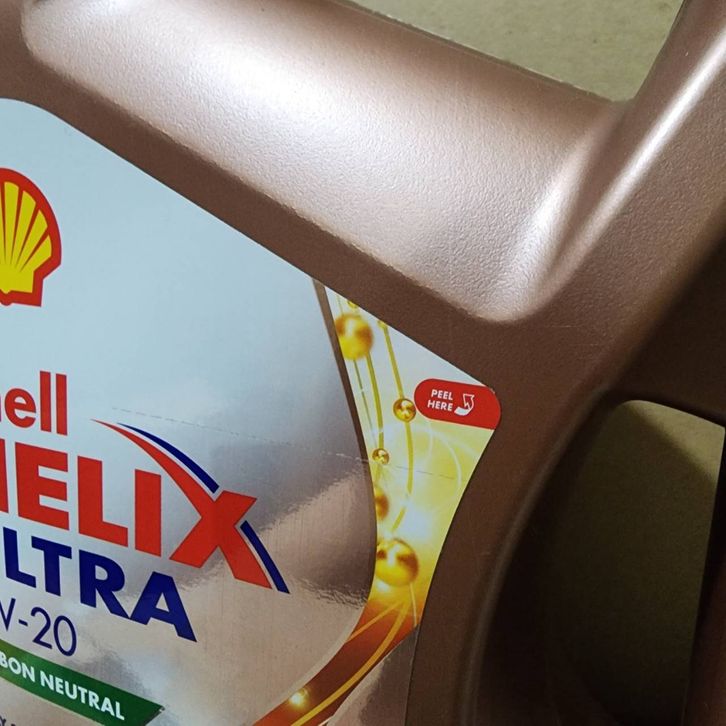 ell
HELIX
LTRA
-20
BON NEUTRAL
PEEL
HERE